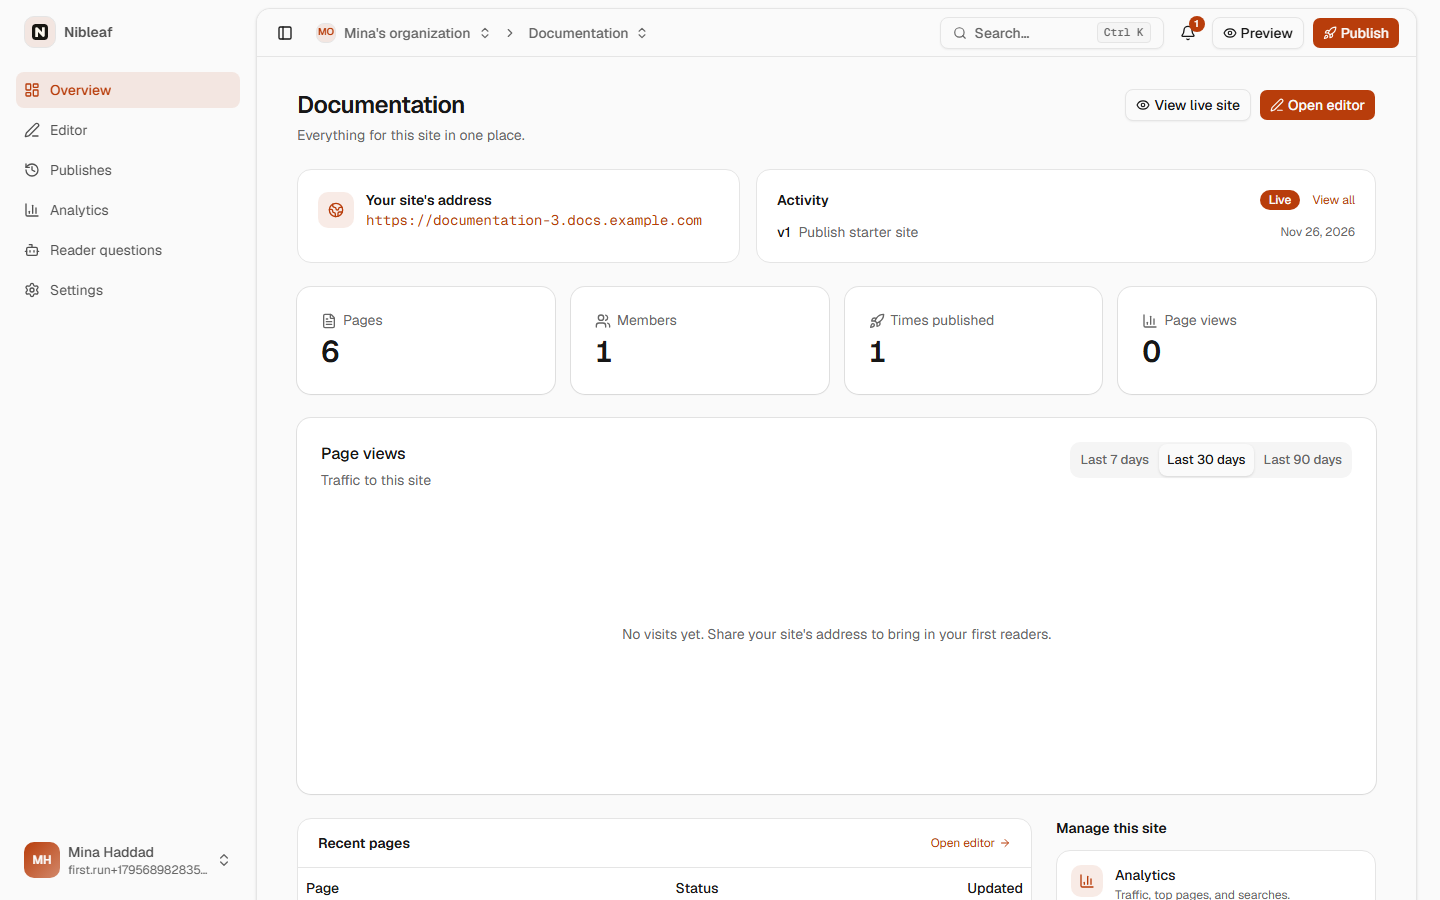 Nibleaf
Overview
Editor
Publishes
Analytics
Reader questions
Settings
Mina Haddad
first.run+179568982835...
MO Mina's organization
Documentation
Search...
Ctrl K
1
Preview
Publish
Documentation
Everything for this site in one place.
View live site
Open editor
Your site's address
https://documentation-3.docs.example.com
Activity
Live
View all
v1 Publish starter site
Nov 26, 2026
Pages
6
Members
1
Times published
1
Page views
0
Page views
Traffic to this site
Last 7 days
Last 30 days
Last 90 days
No visits yet. Share your site's address to bring in your first readers.
Recent pages
Open editor
Page
Status
Updated
Manage this site
Analytics
Traffic, top pages, and searches.
MH